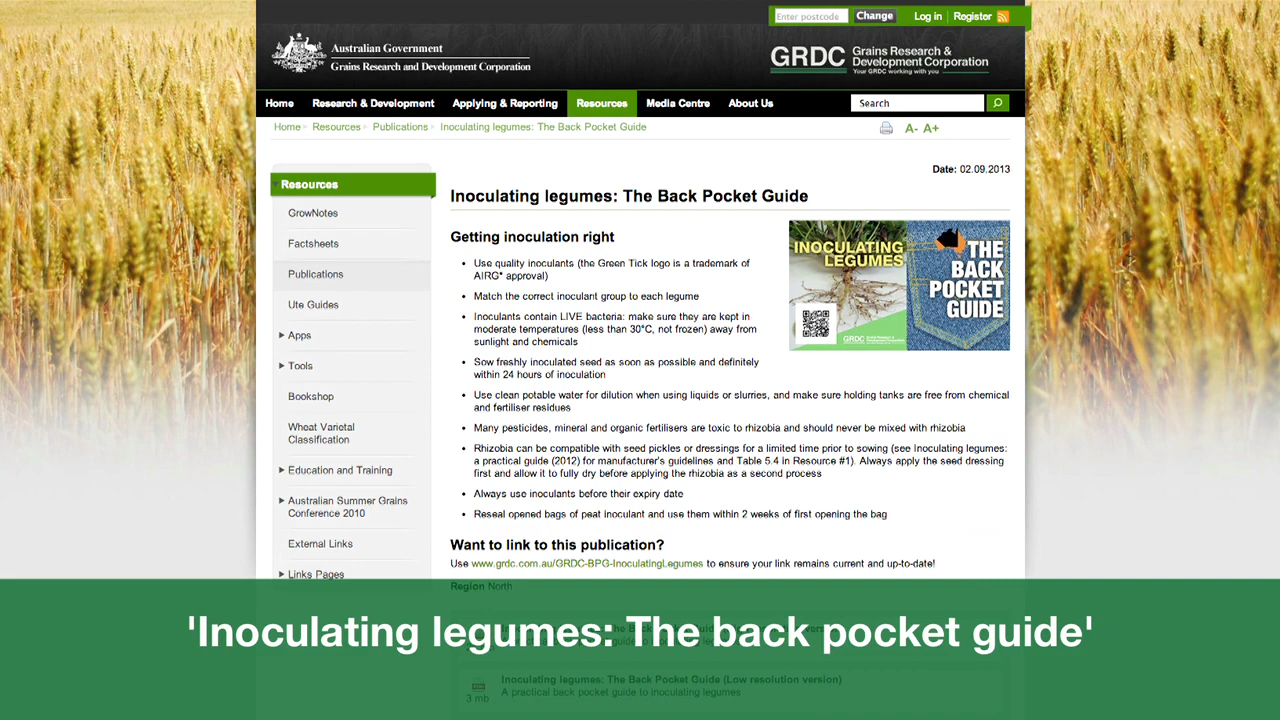 Enter postcode Change Log in Register
Australian Government
Grains Research and Development Corporation
GRDC Grains Research &
Development Corporation
Your GRDC working with you
Home Research & Development Applying & Reporting Resources Media Centre About Us Search
Home Resources Publications Inoculating legumes: The Back Pocket Guide A- A+
Date: 02.09.2013
Resources
GrowNotes
Factsheets
Publications
Ute Guides
Apps
Tools
Bookshop
Wheat Varietal
Classification
Education and Training
Australian Summer Grains
Conference 2010
External Links
Links Pages
Inoculating legumes: The Back Pocket Guide
Getting inoculation right
• Use quality inoculants (the Green Tick logo is a trademark of
AIRG* approval)
• Match the correct inoculant group to each legume
• Inoculants contain LIVE bacteria: make sure they are kept in
moderate temperatures (less than 30°C, not frozen) away from
sunlight and chemicals
• Sow freshly inoculated seed as soon as possible and definitely
within 24 hours of inoculation
INOCULATING
LEGUMES
THE
BACK
POCKET
GUIDE
GRDC
• Use clean potable water for dilution when using liquids or slurries, and make sure holding tanks are free from chemical
and fertiliser residues
• Many pesticides, mineral and organic fertilisers are toxic to rhizobia and should never be mixed with rhizobia
• Rhizobia can be compatible with seed pickles or dressings for a limited time prior to sowing (see Inoculating legumes:
a practical guide (2012) for manufacturer's guidelines and Table 5.4 in Resource #1). Always apply the seed dressing
first and allow it to fully dry before applying the rhizobia as a second process
• Always use inoculants before their expiry date
• Reseal opened bags of peat inoculant and use them within 2 weeks of first opening the bag
Want to link to this publication?
Use www.grdc.com.au/GRDC-BPG-InoculatingLegumes to ensure your link remains current and up-to-date!
Region North
'Inoculating legumes: The back pocket guide'
Inoculating legumes: The Back Pocket Guide (Low resolution version)
A practical back pocket guide to inoculating legumes
3 mb